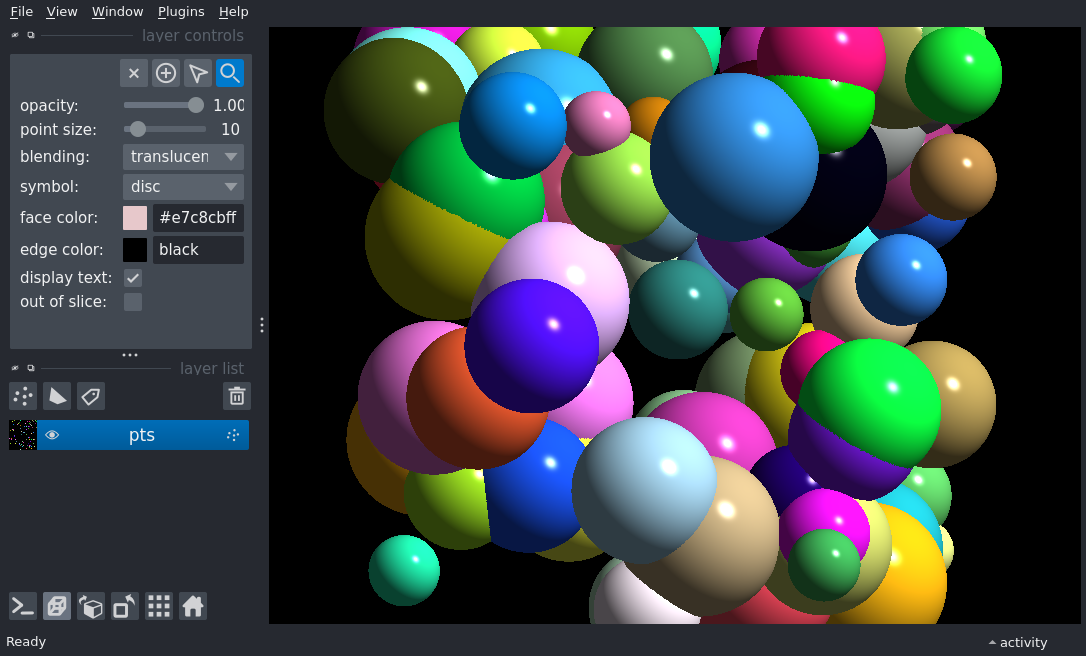 File View Window Plugins Help
layer controls
opacity: 1.00
point size: 10
blending: translucen
symbol: disc
face color: #e7c8cbff
edge color: black
display text:
out of slice:
layer list
pts
Ready
activity